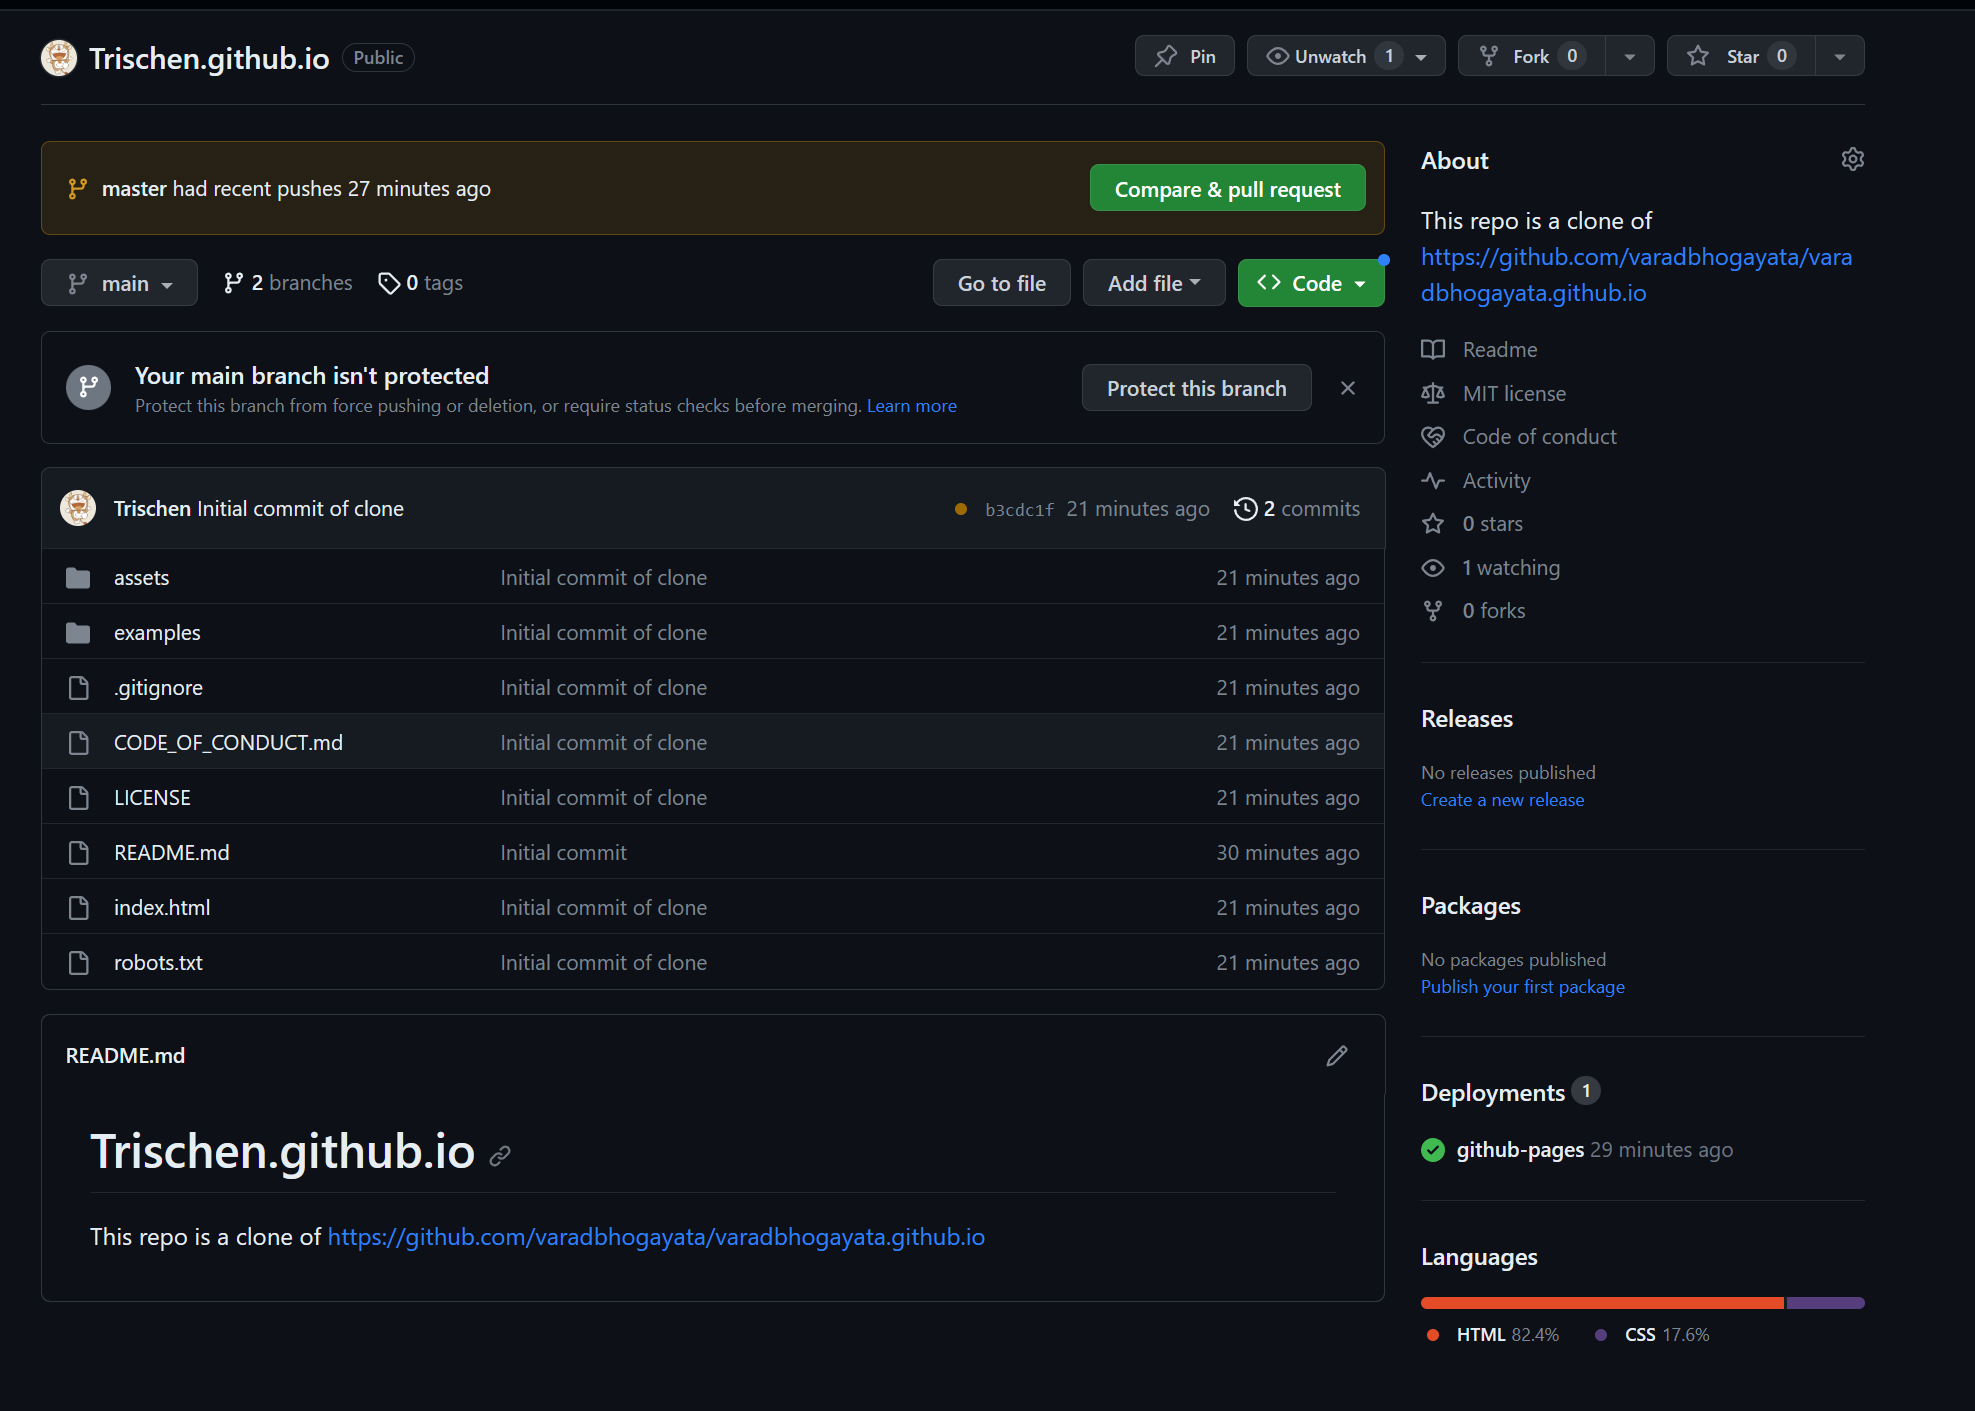 Trischen.github.io Public Pin Unwatch 1 Fork 0 Star 0
master had recent pushes 27 minutes ago Compare & pull request
main 2 branches 0 tags Go to file Add file Code
Your main branch isn't protected
Protect this branch from force pushing or deletion, or require status checks before merging. Learn more
Protect this branch
Trischen Initial commit of clone b3cdc1f 21 minutes ago 2 commits
assets Initial commit of clone 21 minutes ago
examples Initial commit of clone 21 minutes ago
.gitignore Initial commit of clone 21 minutes ago
CODE_OF_CONDUCT.md Initial commit of clone 21 minutes ago
LICENSE Initial commit of clone 21 minutes ago
README.md Initial commit 30 minutes ago
index.html Initial commit of clone 21 minutes ago
robots.txt Initial commit of clone 21 minutes ago
README.md
Trischen.github.io
This repo is a clone of https://github.com/varadbhogayata/varadbhogayata.github.io
About
This repo is a clone of
https://github.com/varadbhogayata/vara
dbhogayata.github.io
Readme
MIT license
Code of conduct
Activity
0 stars
1 watching
0 forks
Releases
No releases published
Create a new release
Packages
No packages published
Publish your first package
Deployments 1
github-pages 29 minutes ago
Languages
HTML 82.4% CSS 17.6%